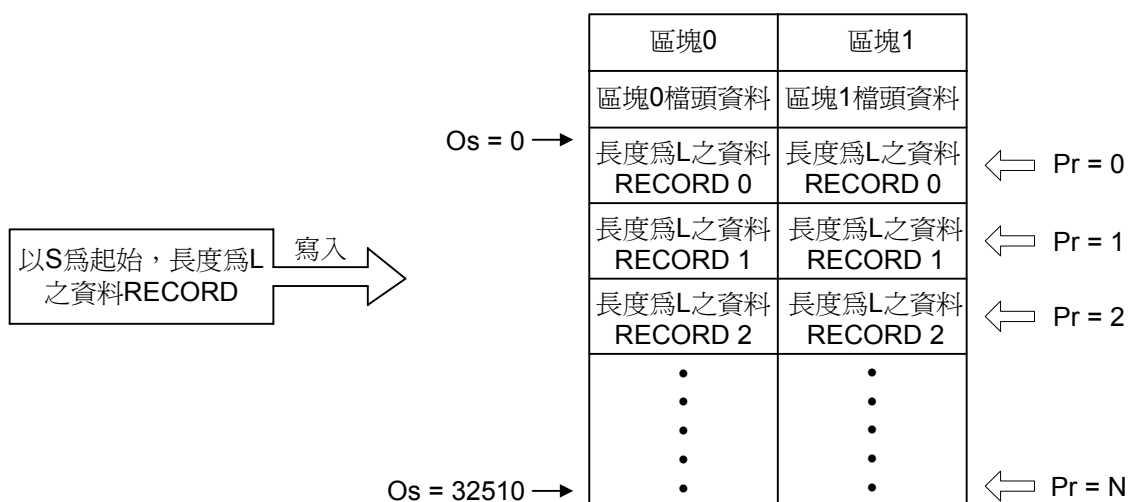 區塊0 區塊1
區塊0檔頭資料 區塊1檔頭資料
Os = 0
長度爲L之資料 長度爲L之資料
RECORD 0 RECORD 0
Pr = 0
以S爲起始，長度爲L
之資料RECORD
寫入
長度爲L之資料 長度爲L之資料
RECORD 1 RECORD 1
Pr = 1
長度爲L之資料 長度爲L之資料
RECORD 2 RECORD 2
Pr = 2
Os = 32510
Pr = N